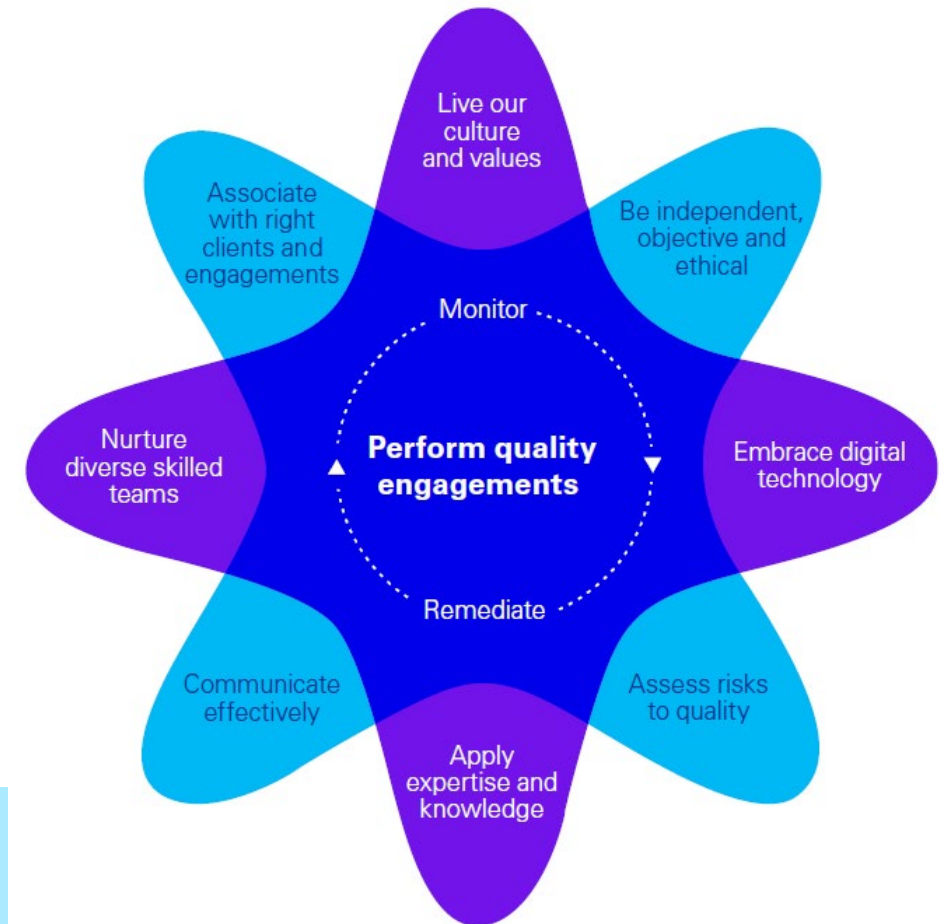 Live our
culture
and values
Be independent,
objective and
ethical
Embrace digital
technology
Assess risks
to quality
Apply
expertise and
knowledge
Communicate
effectively
Nurture
diverse skilled
teams
Associate
with right
clients and
engagements
Monitor
Perform quality
engagements
Remediate